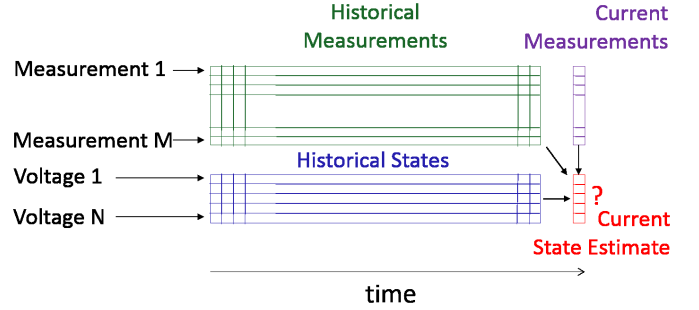 Historical
Measurements
Current
Measurements
Measurement 1
Measurement M
Historical States
Voltage 1
Voltage N
?
Current
State Estimate
time